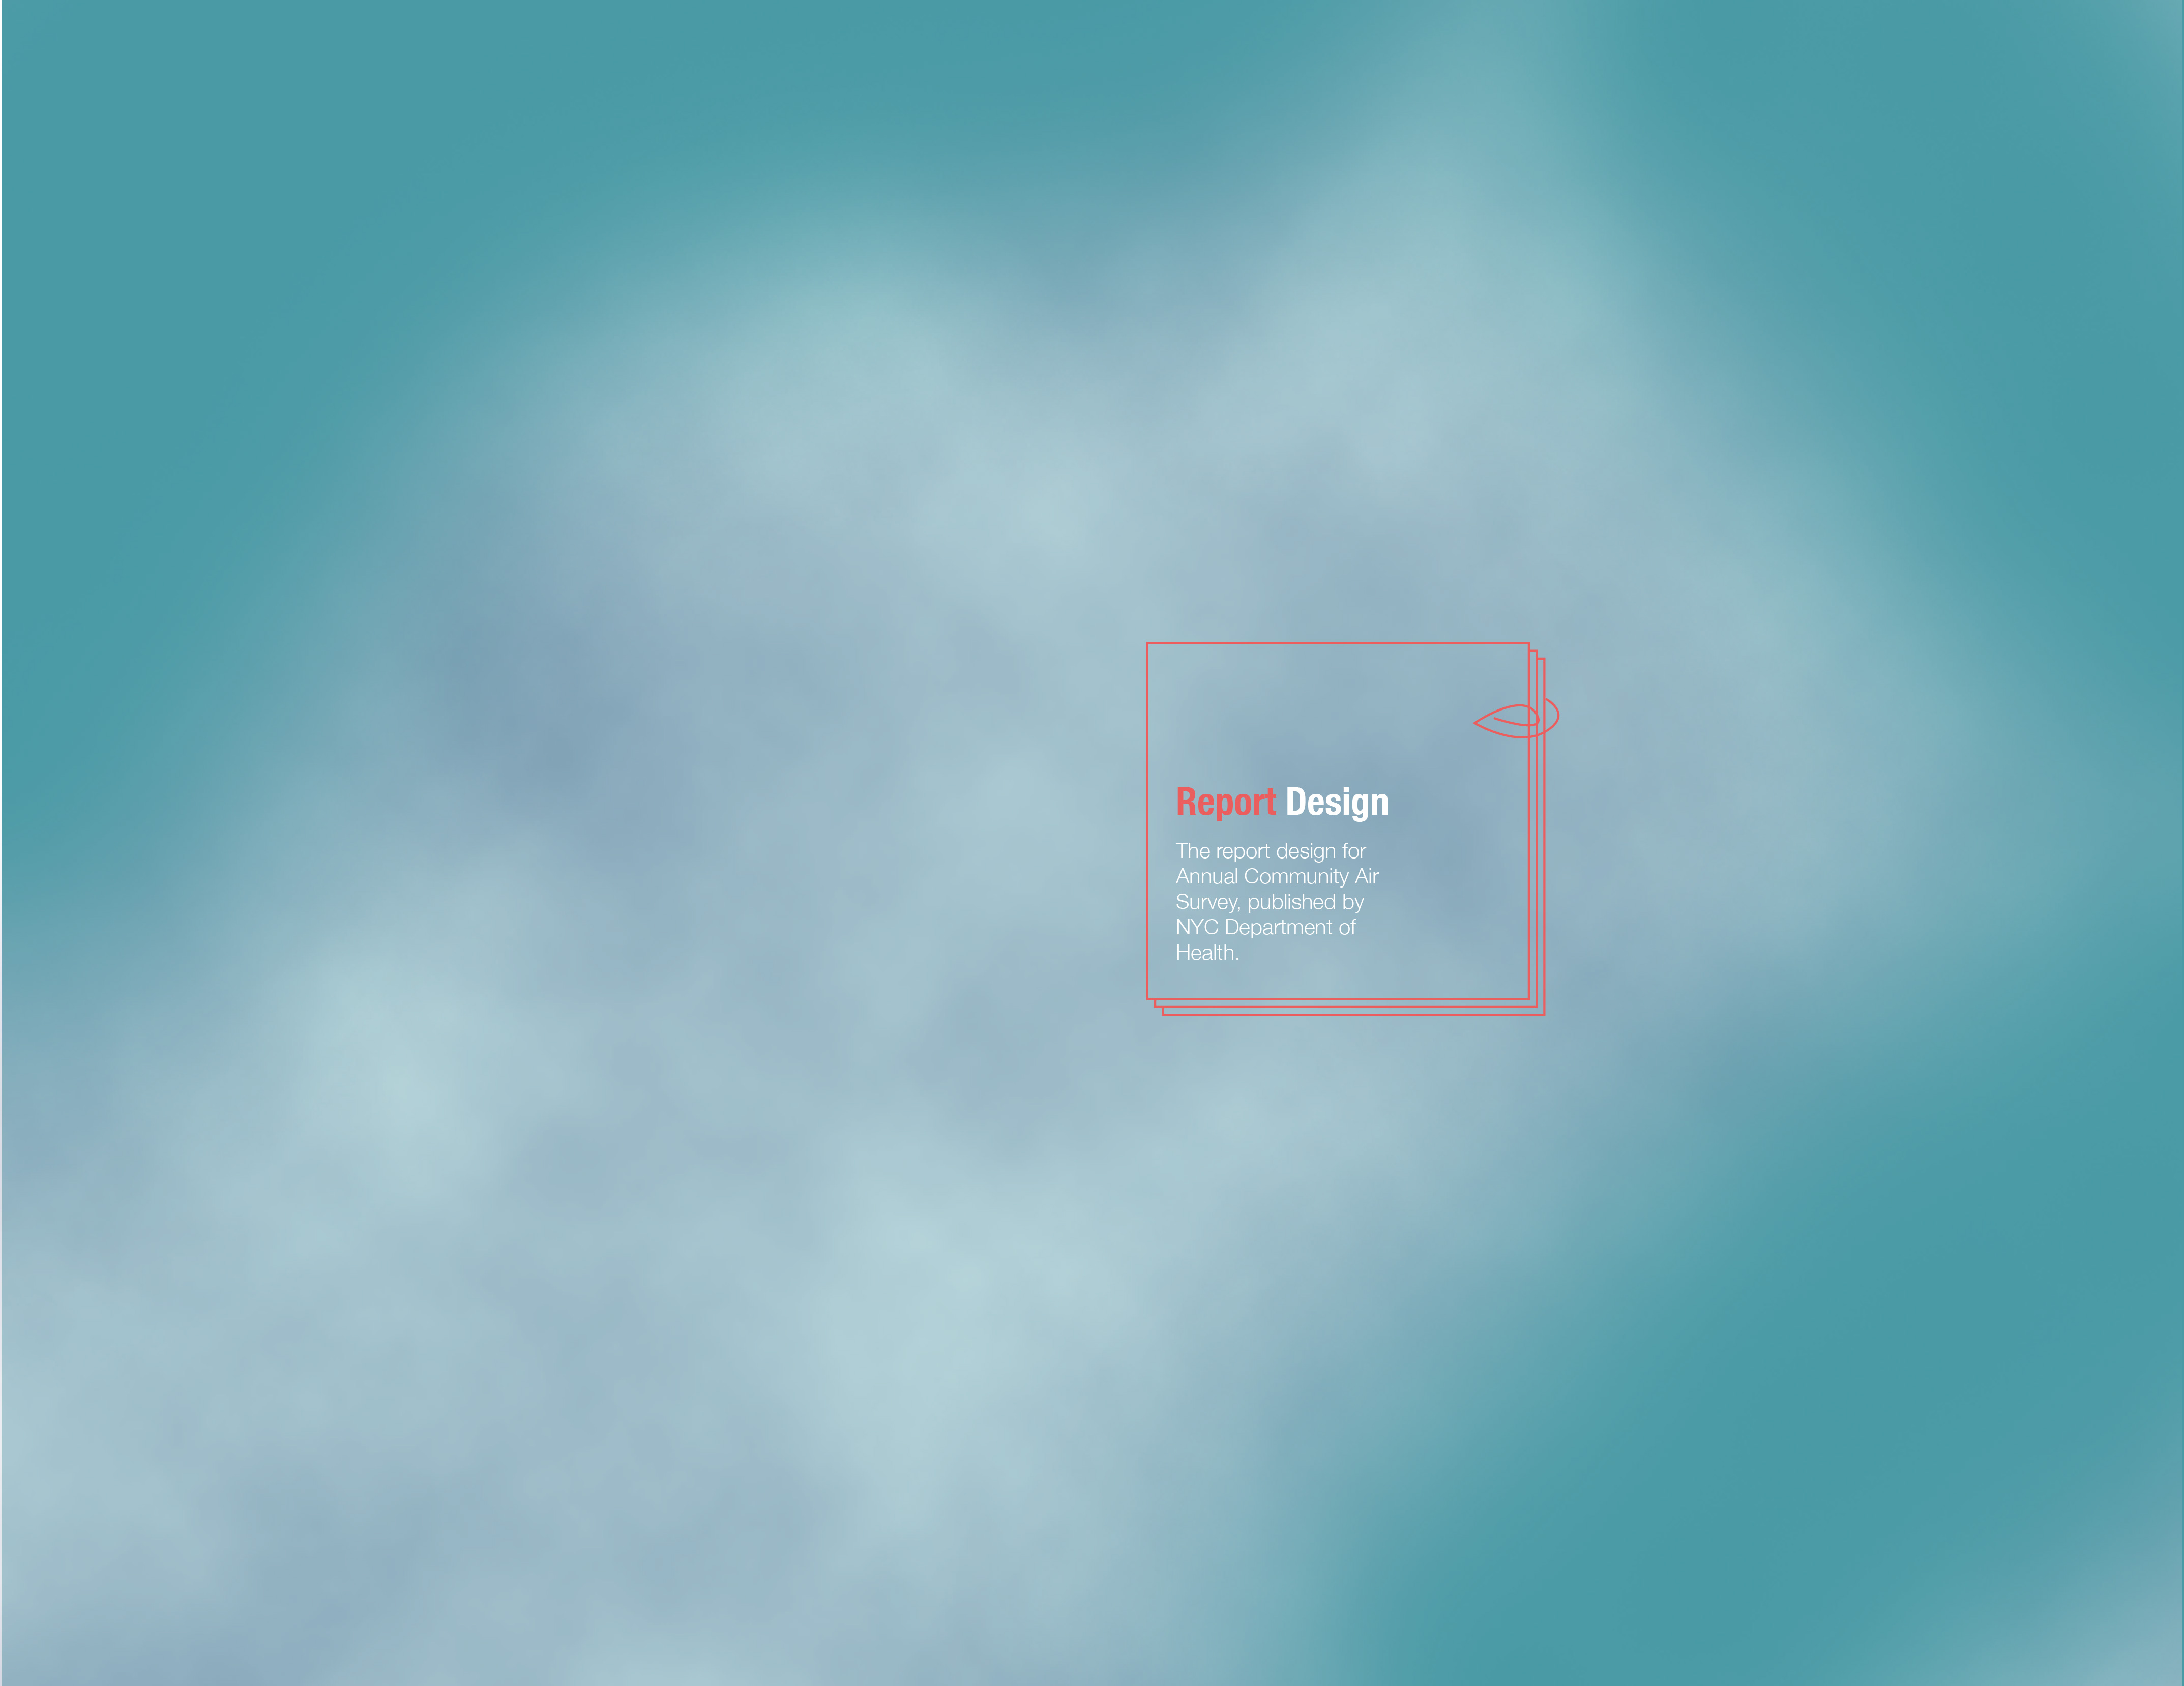 Report Design
The report design for
Annual Community Air
Survey, published by
NYC Department of
Health.